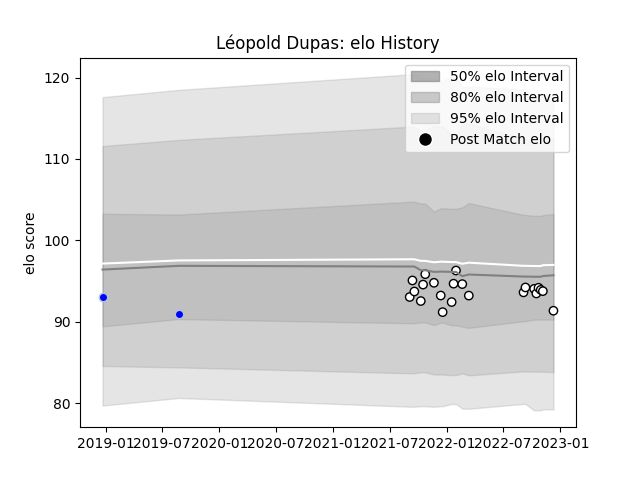 Léopold Dupas: elo History
120
110
100
90
80
elo score
50% elo Interval
80% elo Interval
95% elo Interval
Post Match elo
2019-01 2019-07 2020-01 2020-07 2021-01 2021-07 2022-01 2022-07 2023-01